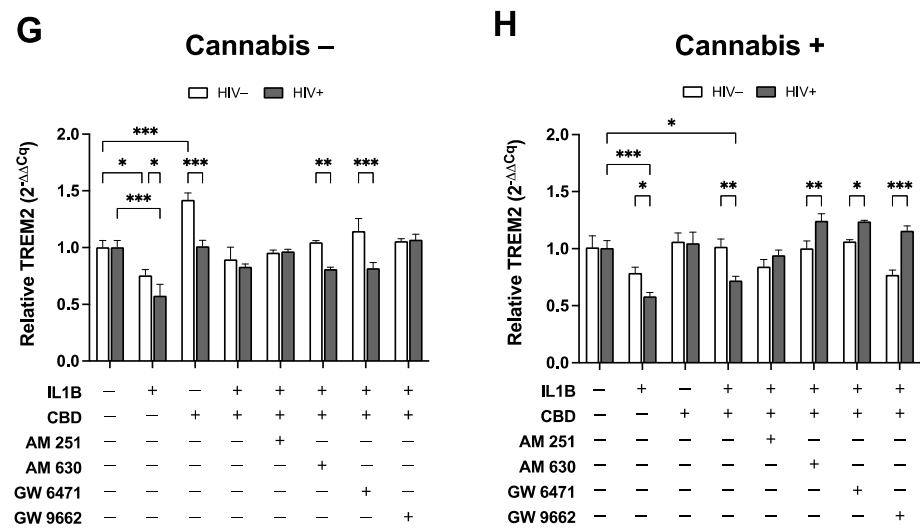 G
Cannabis –
HIV– HIV+
Relative TREM2 (2^-ΔΔCq)
2.0
1.5
1.0
0.5
0.0
***
* * *** ** ***
***
IL1B – + – + + + + +
CBD – – + + + + + +
AM 251 – – – – + – – –
AM 630 – – – – – + – –
GW 6471 – – – – – – + –
GW 9662 – – – – – – – +
H
Cannabis +
HIV– HIV+
Relative TREM2 (2^-ΔΔCq)
2.0
1.5
1.0
0.5
0.0
*
***
* ** ** * ***
IL1B – + – + + + + +
CBD – – + + + + + +
AM 251 – – – – + – – –
AM 630 – – – – – + – –
GW 6471 – – – – – – + –
GW 9662 – – – – – – – +